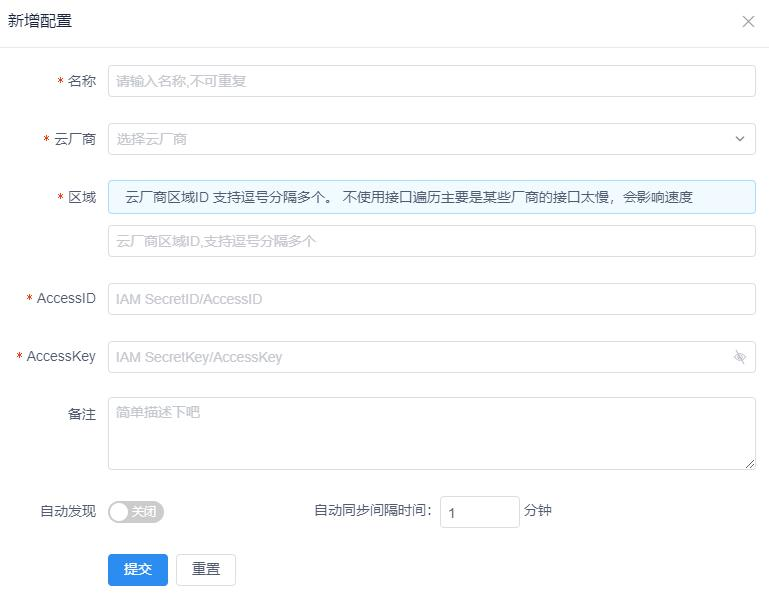 新增配置
* 名称
请输入名称,不可重复
* 云厂商
选择云厂商
* 区域
云厂商区域ID 支持逗号分隔多个。 不使用接口遍历主要是某些厂商的接口太慢，会影响速度
云厂商区域ID,支持逗号分隔多个
* AccessID
IAM SecretID/AccessID
* AccessKey
IAM SecretKey/AccessKey
备注
简单描述下吧
自动发现 关闭 自动同步间隔时间: 1 分钟
提交 重置